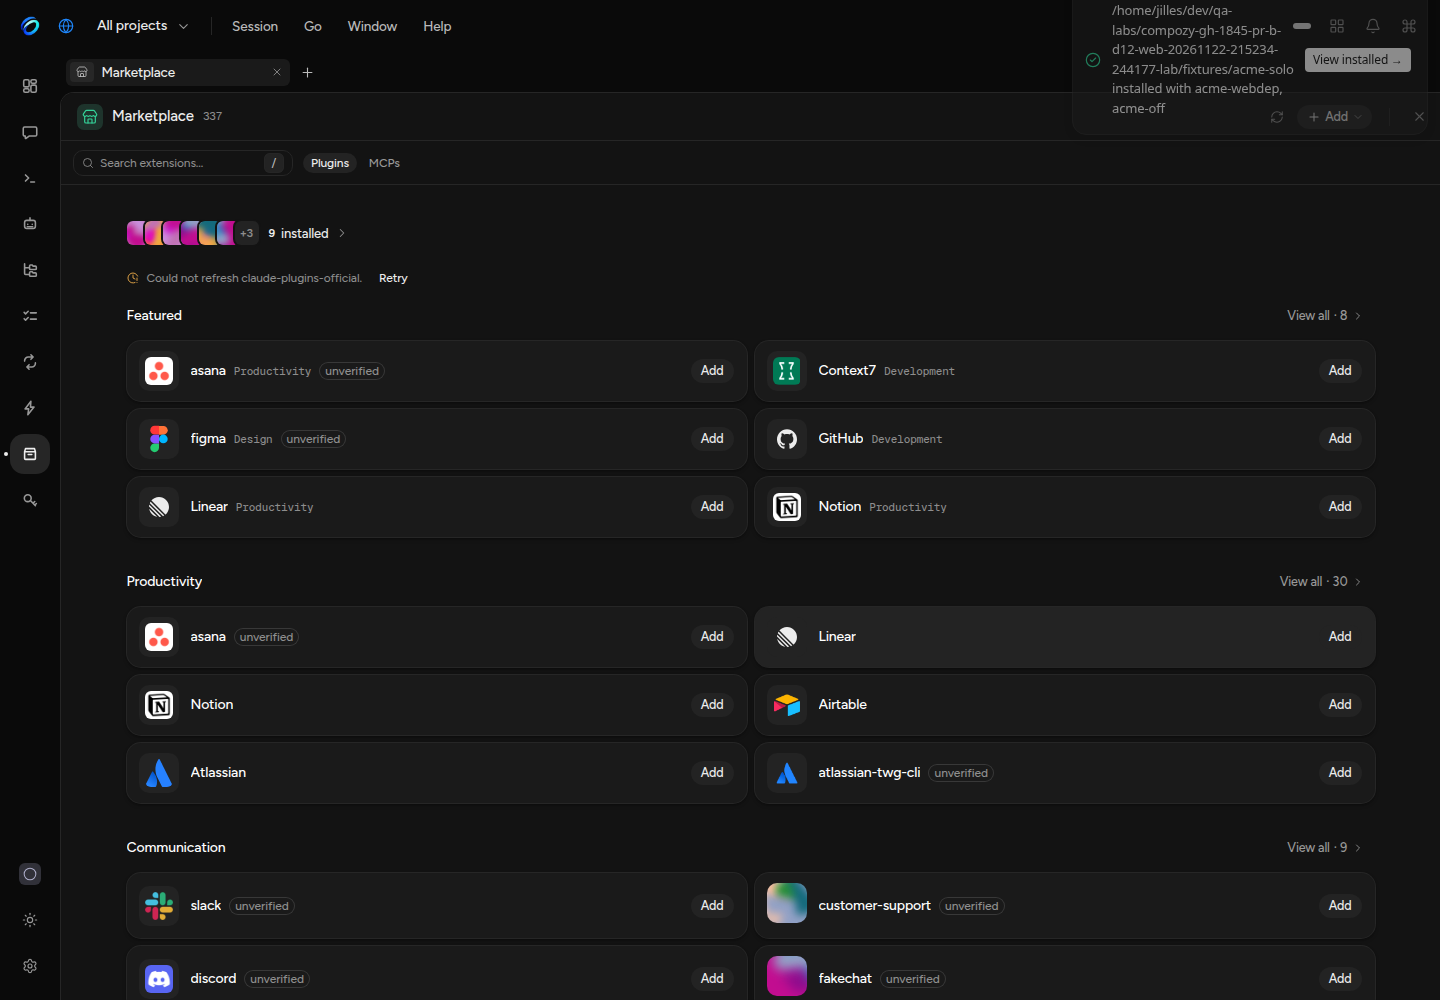 All projects
Session
Go
Window
Help
/home/jilles/dev/qa-
labs/compozy-gh-1845-pr-b-
d12-web-20261122-215234-
244177-lab/fixtures/acme-solo
installed with acme-webdep,
acme-off
View installed →
Marketplace
Marketplace 337
Add
Search extensions...
/
Plugins
MCPs
+3
9 installed
Could not refresh claude-plugins-official.
Retry
Featured
View all · 8
asana Productivity unverified
Add
Context7 Development
Add
figma Design unverified
Add
GitHub Development
Add
Linear Productivity
Add
Notion Productivity
Add
Productivity
View all · 30
asana unverified
Add
Linear
Add
Notion
Add
Airtable
Add
Atlassian
Add
atlassian-twg-cli unverified
Add
Communication
View all · 9
slack unverified
Add
customer-support unverified
Add
discord unverified
Add
fakechat unverified
Add